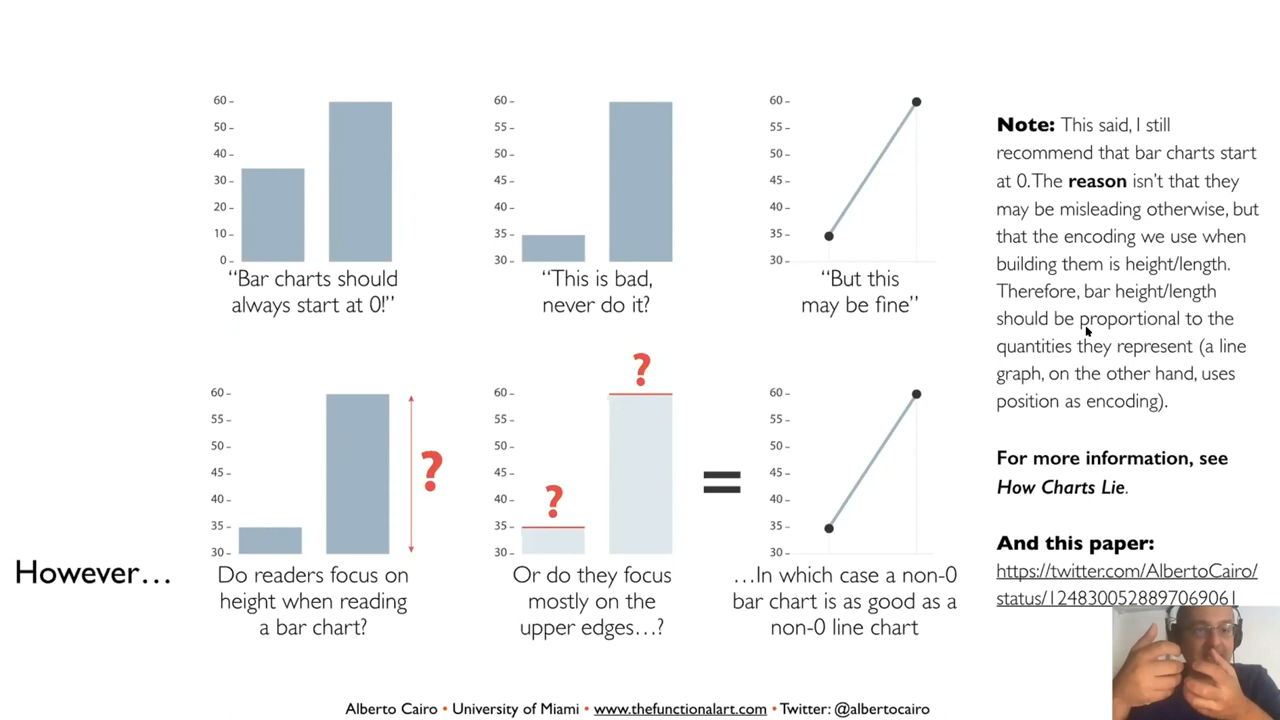 60 –
50 –
40 –
30 –
20 –
10 –
0 –
"Bar charts should
always start at 0!"
60 –
55 –
50 –
45 –
40 –
35 –
30 –
"This is bad,
never do it?
60 –
55 –
50 –
45 –
40 –
35 –
30 –
"But this
may be fine"
However…
60 –
55 –
50 –
45 –
40 –
35 –
30 –
?
Do readers focus on
height when reading
a bar chart?
60 –
55 –
50 –
45 –
40 –
35 –
30 –
?
?
Or do they focus
mostly on the
upper edges…?
=
60 –
55 –
50 –
45 –
40 –
35 –
30 –
…In which case a non-0
bar chart is as good as a
non-0 line chart
Note: This said, I still
recommend that bar charts start
at 0. The reason isn't that they
may be misleading otherwise, but
that the encoding we use when
building them is height/length.
Therefore, bar height/length
should be proportional to the
quantities they represent (a line
graph, on the other hand, uses
position as encoding).
For more information, see
How Charts Lie.
And this paper:
https://twitter.com/AlbertoCairo/
status/1248300528897069061
Alberto Cairo • University of Miami • www.thefunctionalart.com • Twitter: @albertocairo